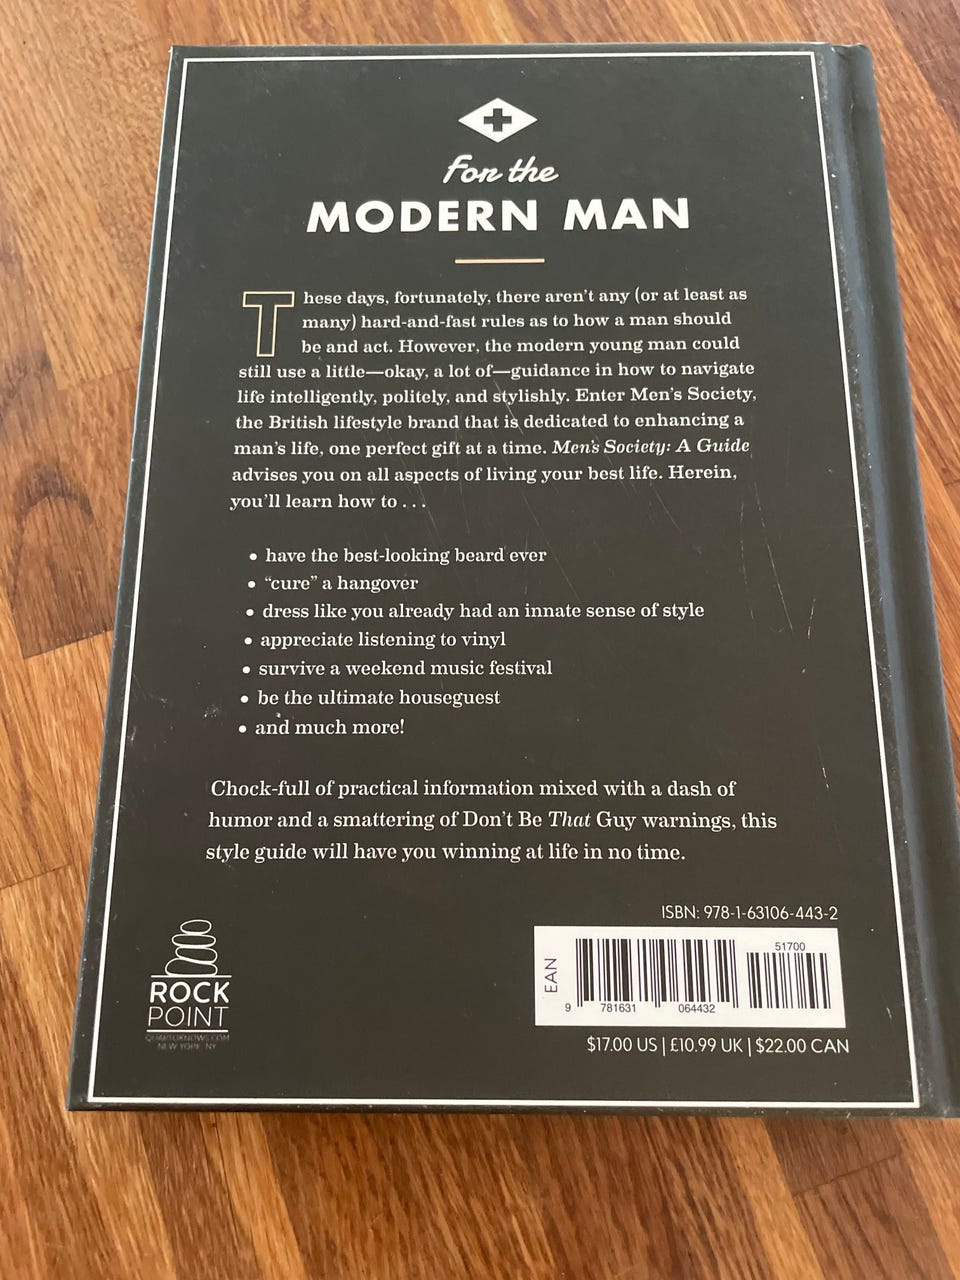 For the
MODERN MAN
These days, fortunately, there aren't any (or at least as
many) hard-and-fast rules as to how a man should
be and act. However, the modern young man could
still use a little—okay, a lot of—guidance in how to navigate
life intelligently, politely, and stylishly. Enter Men's Society,
the British lifestyle brand that is dedicated to enhancing a
man's life, one perfect gift at a time. Men's Society: A Guide
advises you on all aspects of living your best life. Herein,
you'll learn how to . . .
• have the best-looking beard ever
• “cure” a hangover
• dress like you already had an innate sense of style
• appreciate listening to vinyl
• survive a weekend music festival
• be the ultimate houseguest
• and much more!
Chock-full of practical information mixed with a dash of
humor and a smattering of Don't Be That Guy warnings, this
style guide will have you winning at life in no time.
ISBN: 978-1-63106-443-2
EAN
51700
9 781631 064432
$17.00 US | £10.99 UK | $22.00 CAN
ROCK
POINT
QUARTOKNOWS.COM
NEW YORK, NY